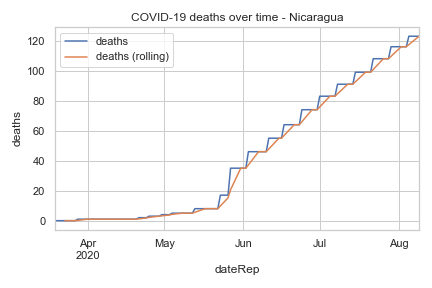 COVID-19 deaths over time - Nicaragua
deaths
deaths (rolling)
deaths
120
100
80
60
40
20
0
Apr
2020
May
Jun
Jul
Aug
dateRep